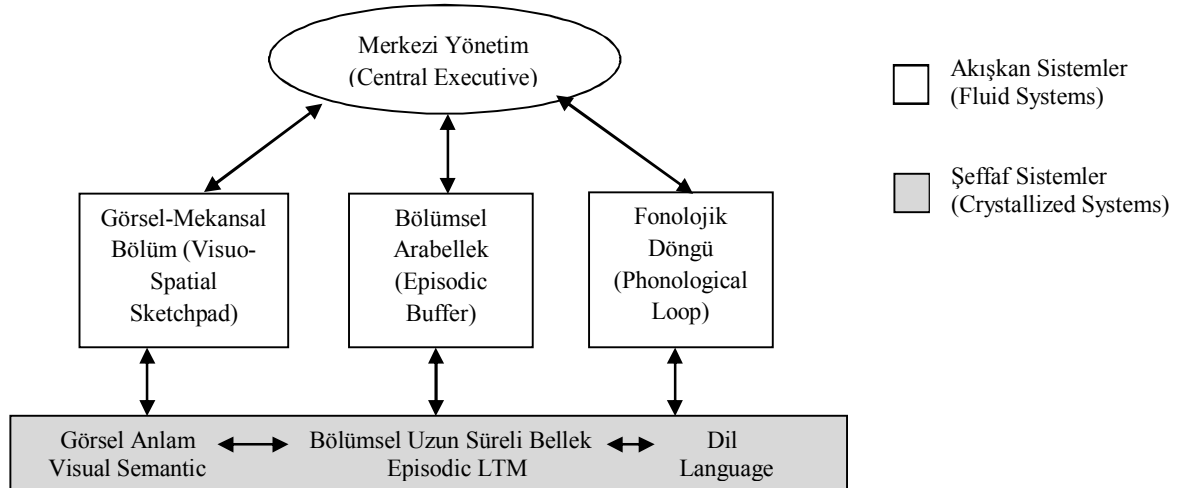 Merkezi Yönetim
(Central Executive)
Akışkan Sistemler
(Fluid Systems)
Şeffaf Sistemler
(Crystallized Systems)
Görsel-Mekansal
Bölüm (Visuo-
Spatial
Sketchpad)
Bölümsel
Arabellek
(Episodic
Buffer)
Fonolojik
Döngü
(Phonological
Loop)
Görsel Anlam
Visual Semantic
Bölümsel Uzun Süreli Bellek
Episodic LTM
Dil
Language